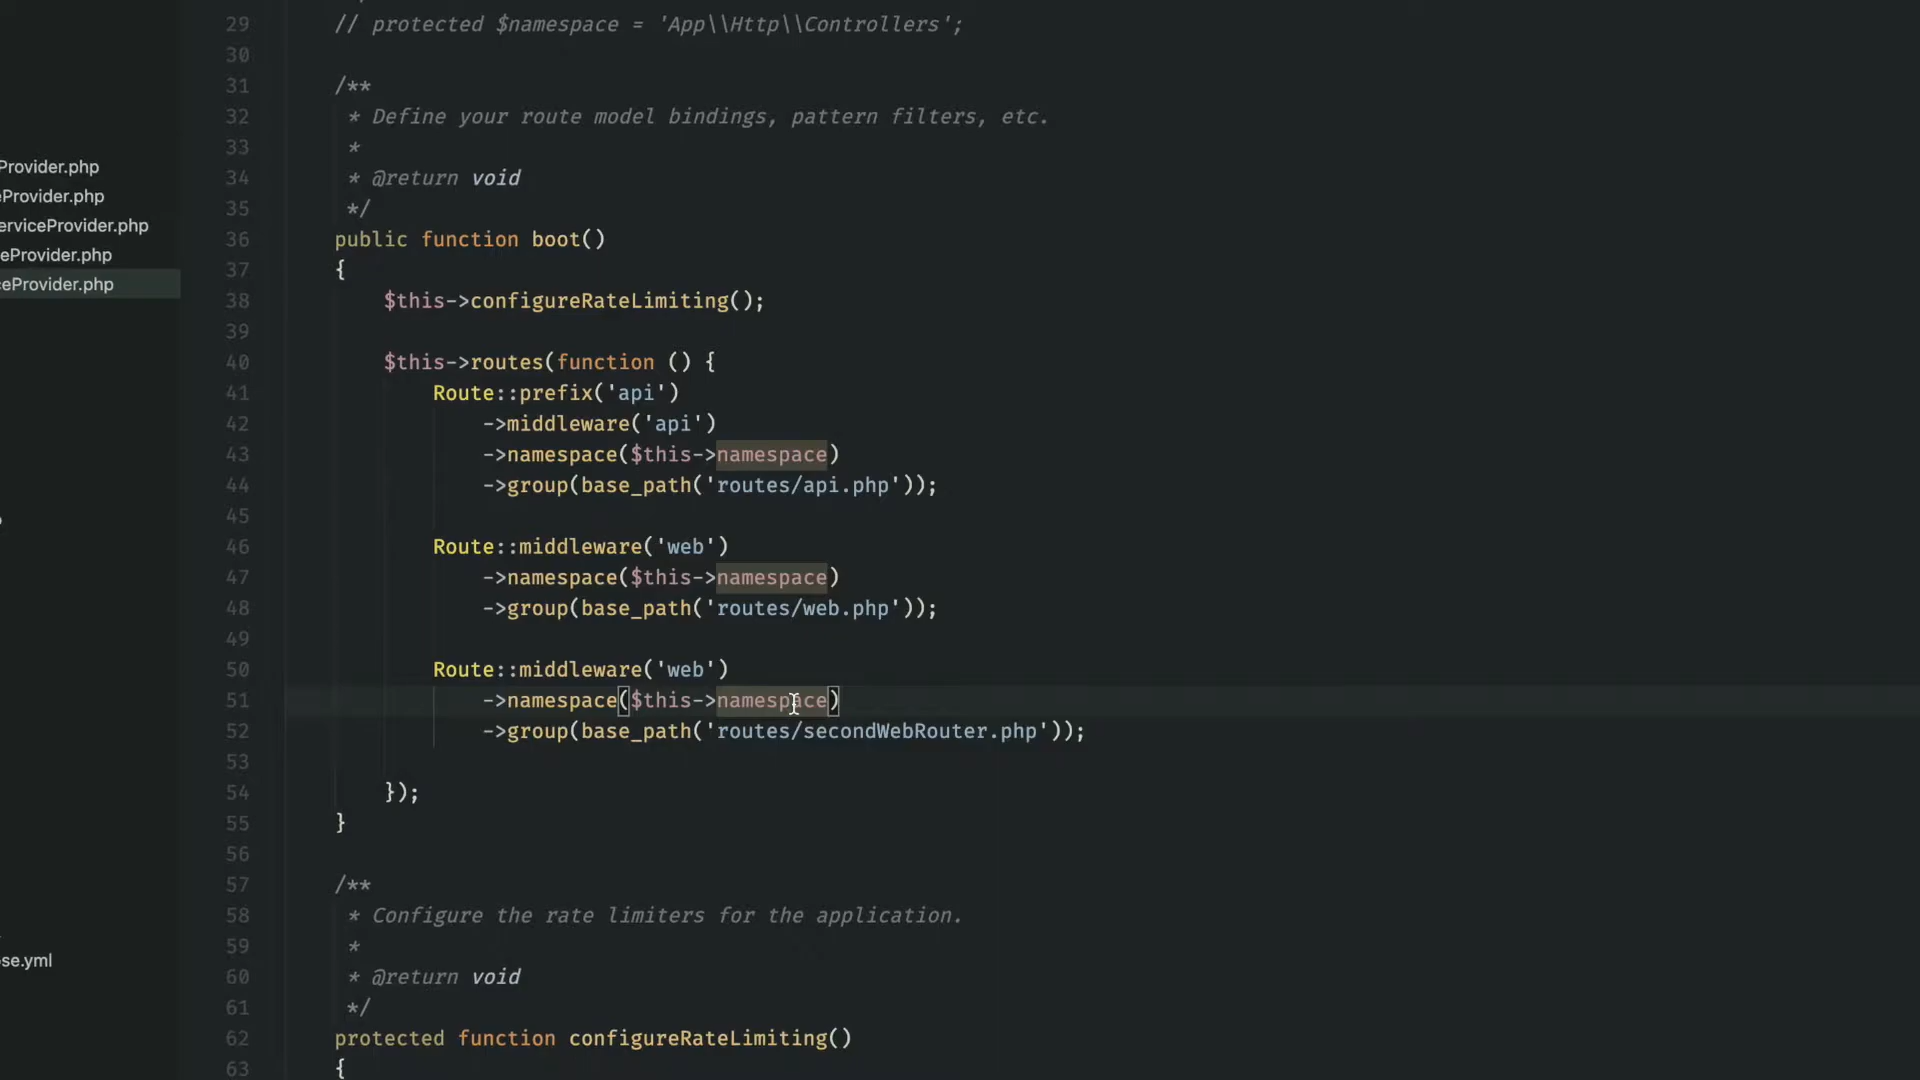 29 // protected $namespace = 'App\\Http\\Controllers';
30
31 /**
32 * Define your route model bindings, pattern filters, etc.
33 *
34 * @return void
35 */
36 public function boot()
37 {
38 $this->configureRateLimiting();
39
40 $this->routes(function () {
41 Route::prefix('api')
42 ->middleware('api')
43 ->namespace($this->namespace)
44 ->group(base_path('routes/api.php'));
45
46 Route::middleware('web')
47 ->namespace($this->namespace)
48 ->group(base_path('routes/web.php'));
49
50 Route::middleware('web')
51 ->namespace($this->namespace)
52 ->group(base_path('routes/secondWebRouter.php'));
53
54 });
55 }
56
57 /**
58 * Configure the rate limiters for the application.
59 *
60 * @return void
61 */
62 protected function configureRateLimiting()
63 {
Provider.php
eProvider.php
erviceProvider.php
eProvider.php
ceProvider.php
se.yml